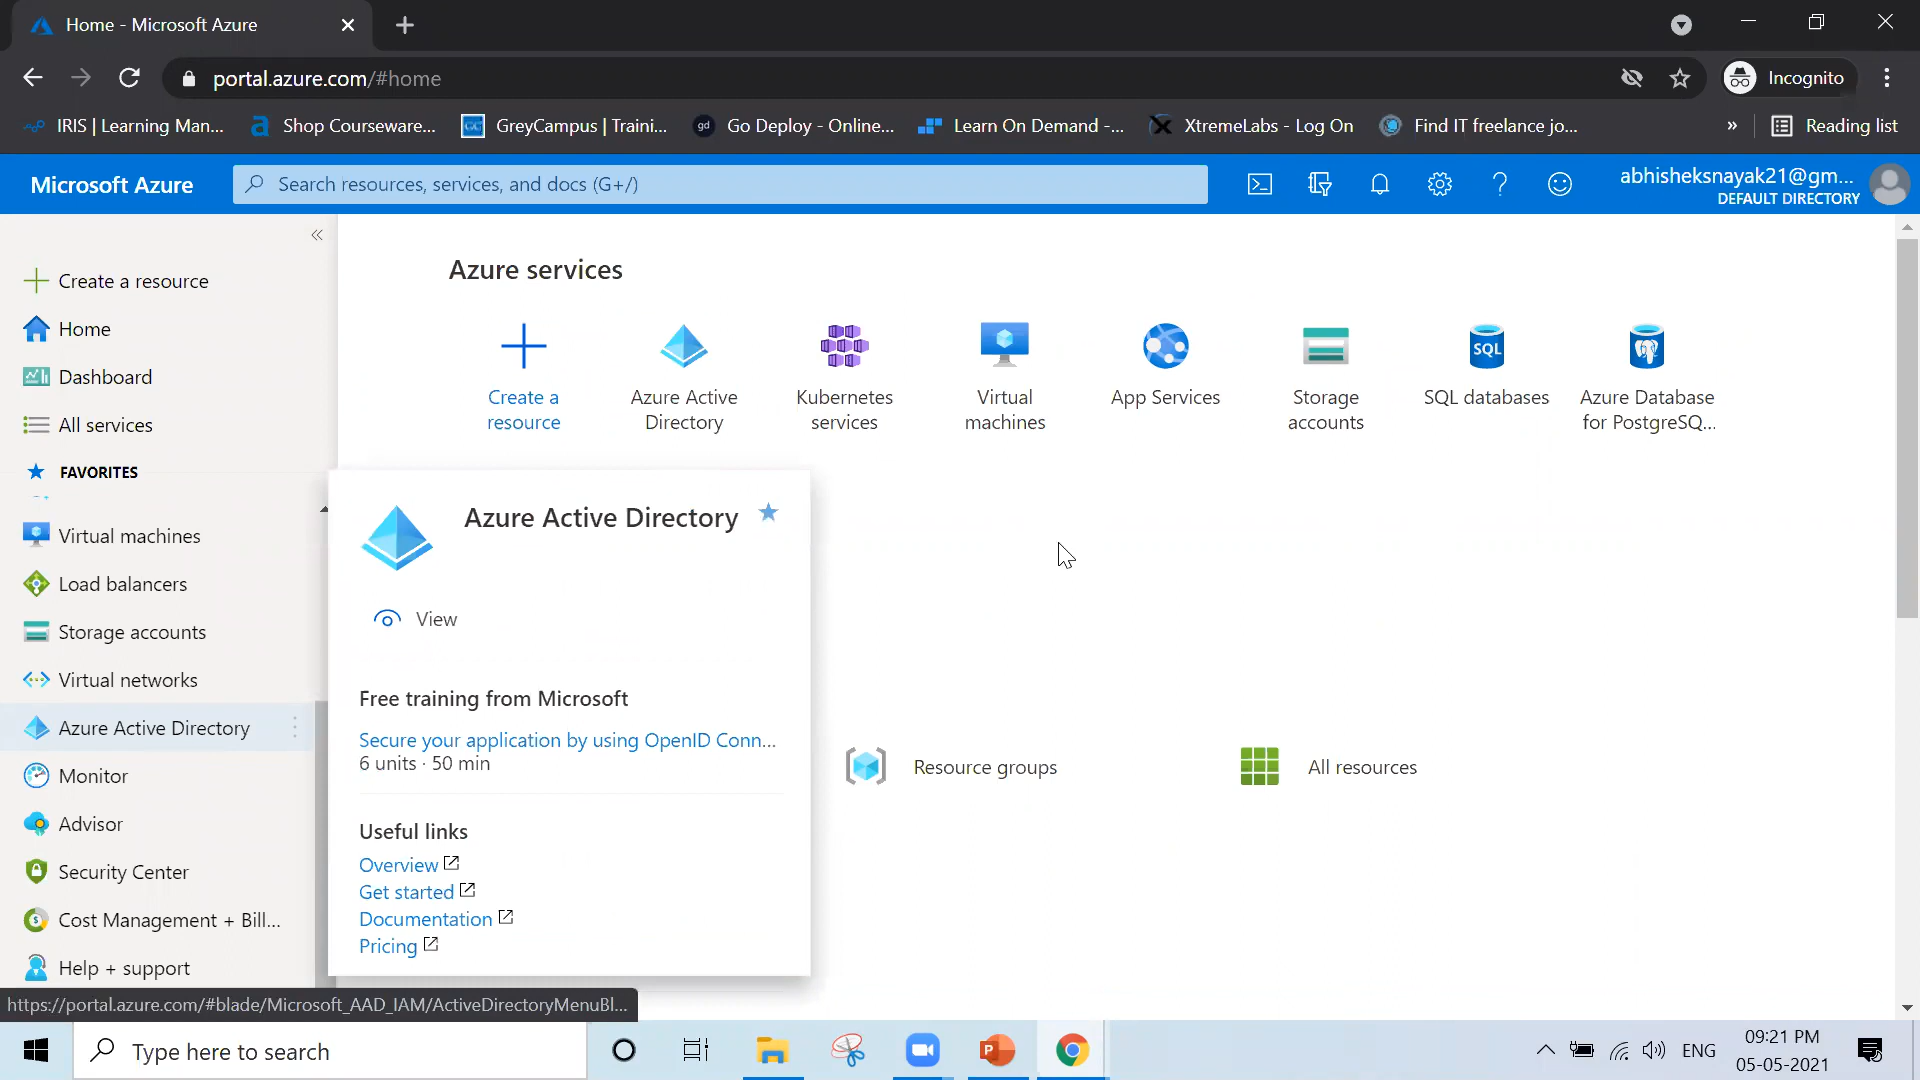 Home - Microsoft Azure
portal.azure.com/#home
Incognito
IRIS | Learning Man...
Shop Courseware...
GreyCampus | Traini...
gd
Go Deploy - Online...
Learn On Demand -...
XtremeLabs - Log On
Find IT freelance jo...
»
Reading list
Microsoft Azure
Search resources, services, and docs (G+/)
abhisheksnayak21@gm...
DEFAULT DIRECTORY
Create a resource
Home
Dashboard
All services
FAVORITES
Virtual machines
Load balancers
Storage accounts
Virtual networks
Azure Active Directory
Monitor
Advisor
Security Center
Cost Management + Bill...
Help + support
Azure services
Create a
resource
Azure Active
Directory
Kubernetes
services
Virtual
machines
App Services
Storage
accounts
SQL
SQL databases
Azure Database
for PostgreSQ...
Azure Active Directory
View
Free training from Microsoft
Secure your application by using OpenID Conn...
6 units · 50 min
Useful links
Overview
Get started
Documentation
Pricing
Resource groups
All resources
https://portal.azure.com/#blade/Microsoft_AAD_IAM/ActiveDirectoryMenuBl...
Type here to search
ENG
09:21 PM
05-05-2021